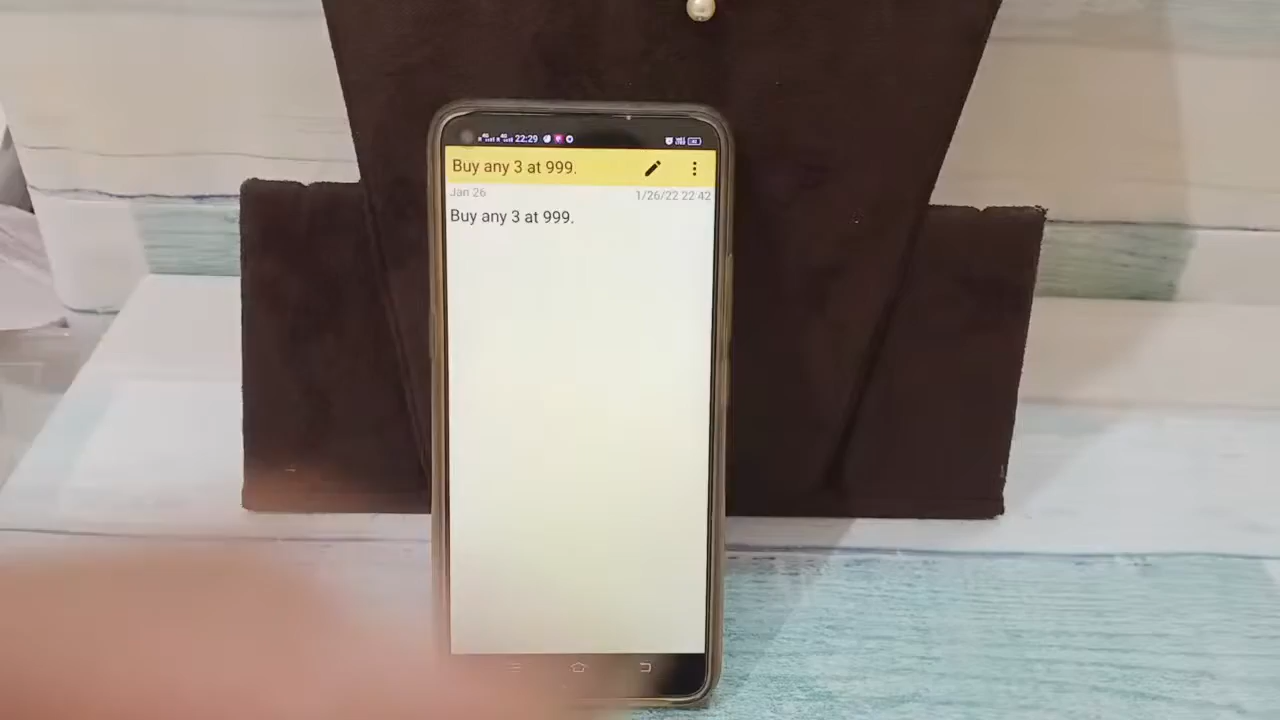 22:29
Buy any 3 at 999.
Jan 26
1/26/22 22:42
Buy any 3 at 999.